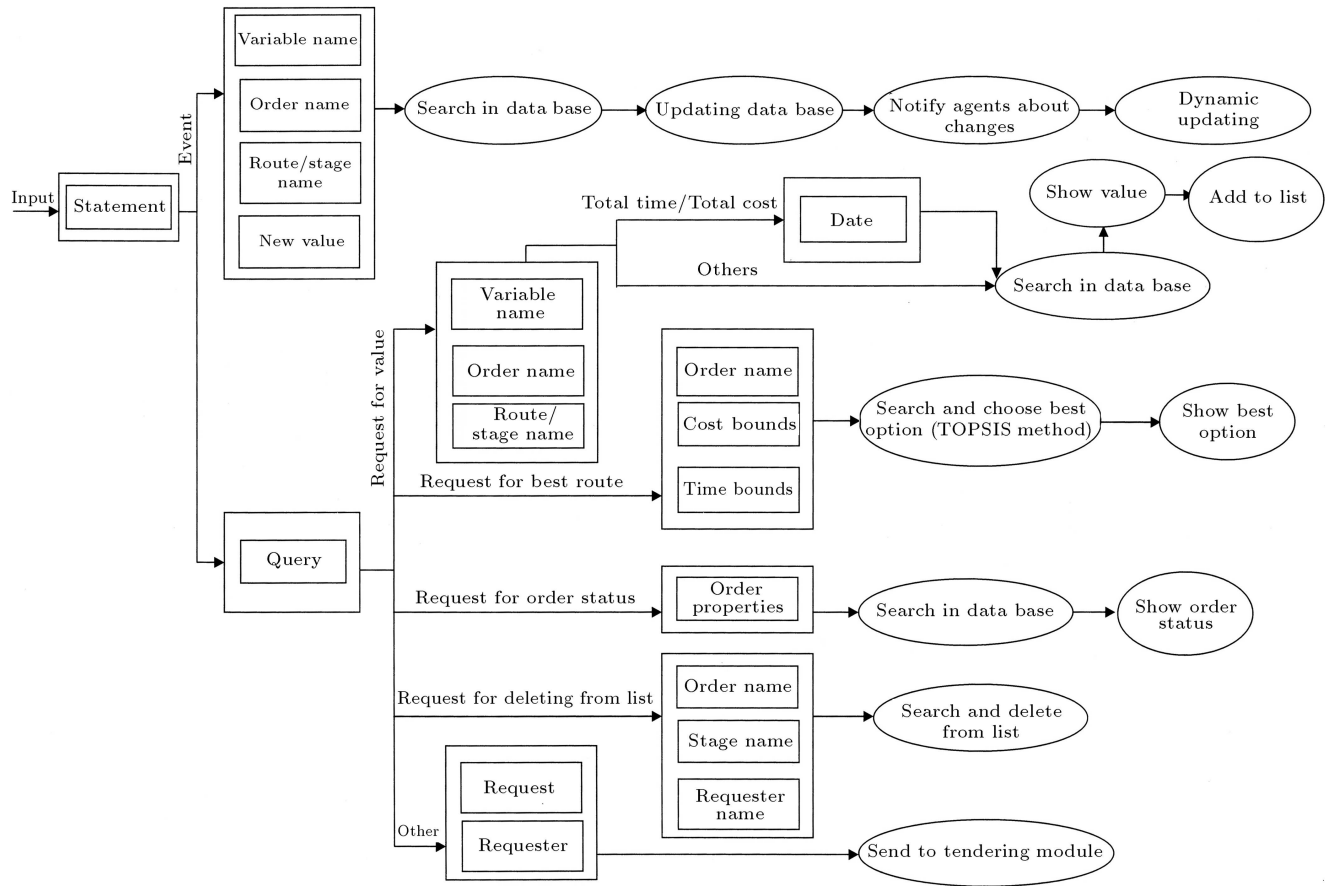 Input
Statement
Event
Variable name
Order name
Route/stage
name
New value
Search in data base
Updating data base
Notify agents about
changes
Dynamic
updating
Query
Request for value
Variable
name
Order name
Route/
stage name
Total time/Total cost
Date
Others
Search in data base
Show value
Add to list
Request for best route
Order name
Cost bounds
Time bounds
Search and choose best
option (TOPSIS method)
Show best
option
Request for order status
Order
properties
Search in data base
Show order
status
Request for deleting from list
Order name
Stage name
Requester
name
Search and delete
from list
Other
Request
Requester
Send to tendering module